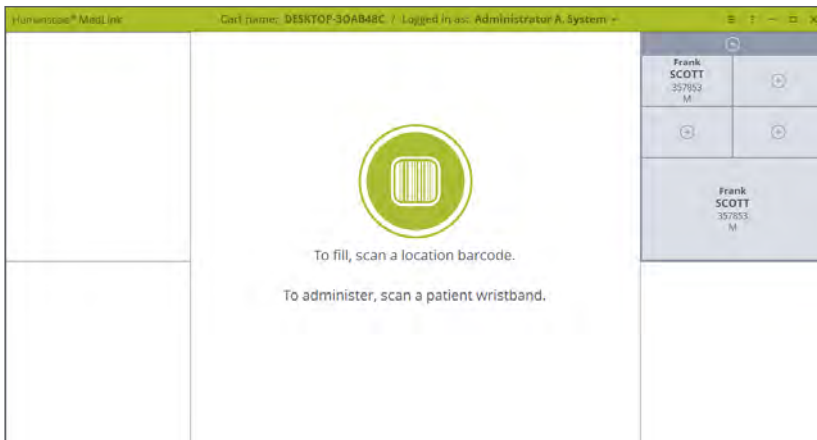 Humanscale® MedLink
Cart name: DESKTOP-3OAB48C / Logged in as: Administrator A. System
Frank
SCOTT
357853
M
To fill, scan a location barcode.
To administer, scan a patient wristband.
Frank
SCOTT
357853
M